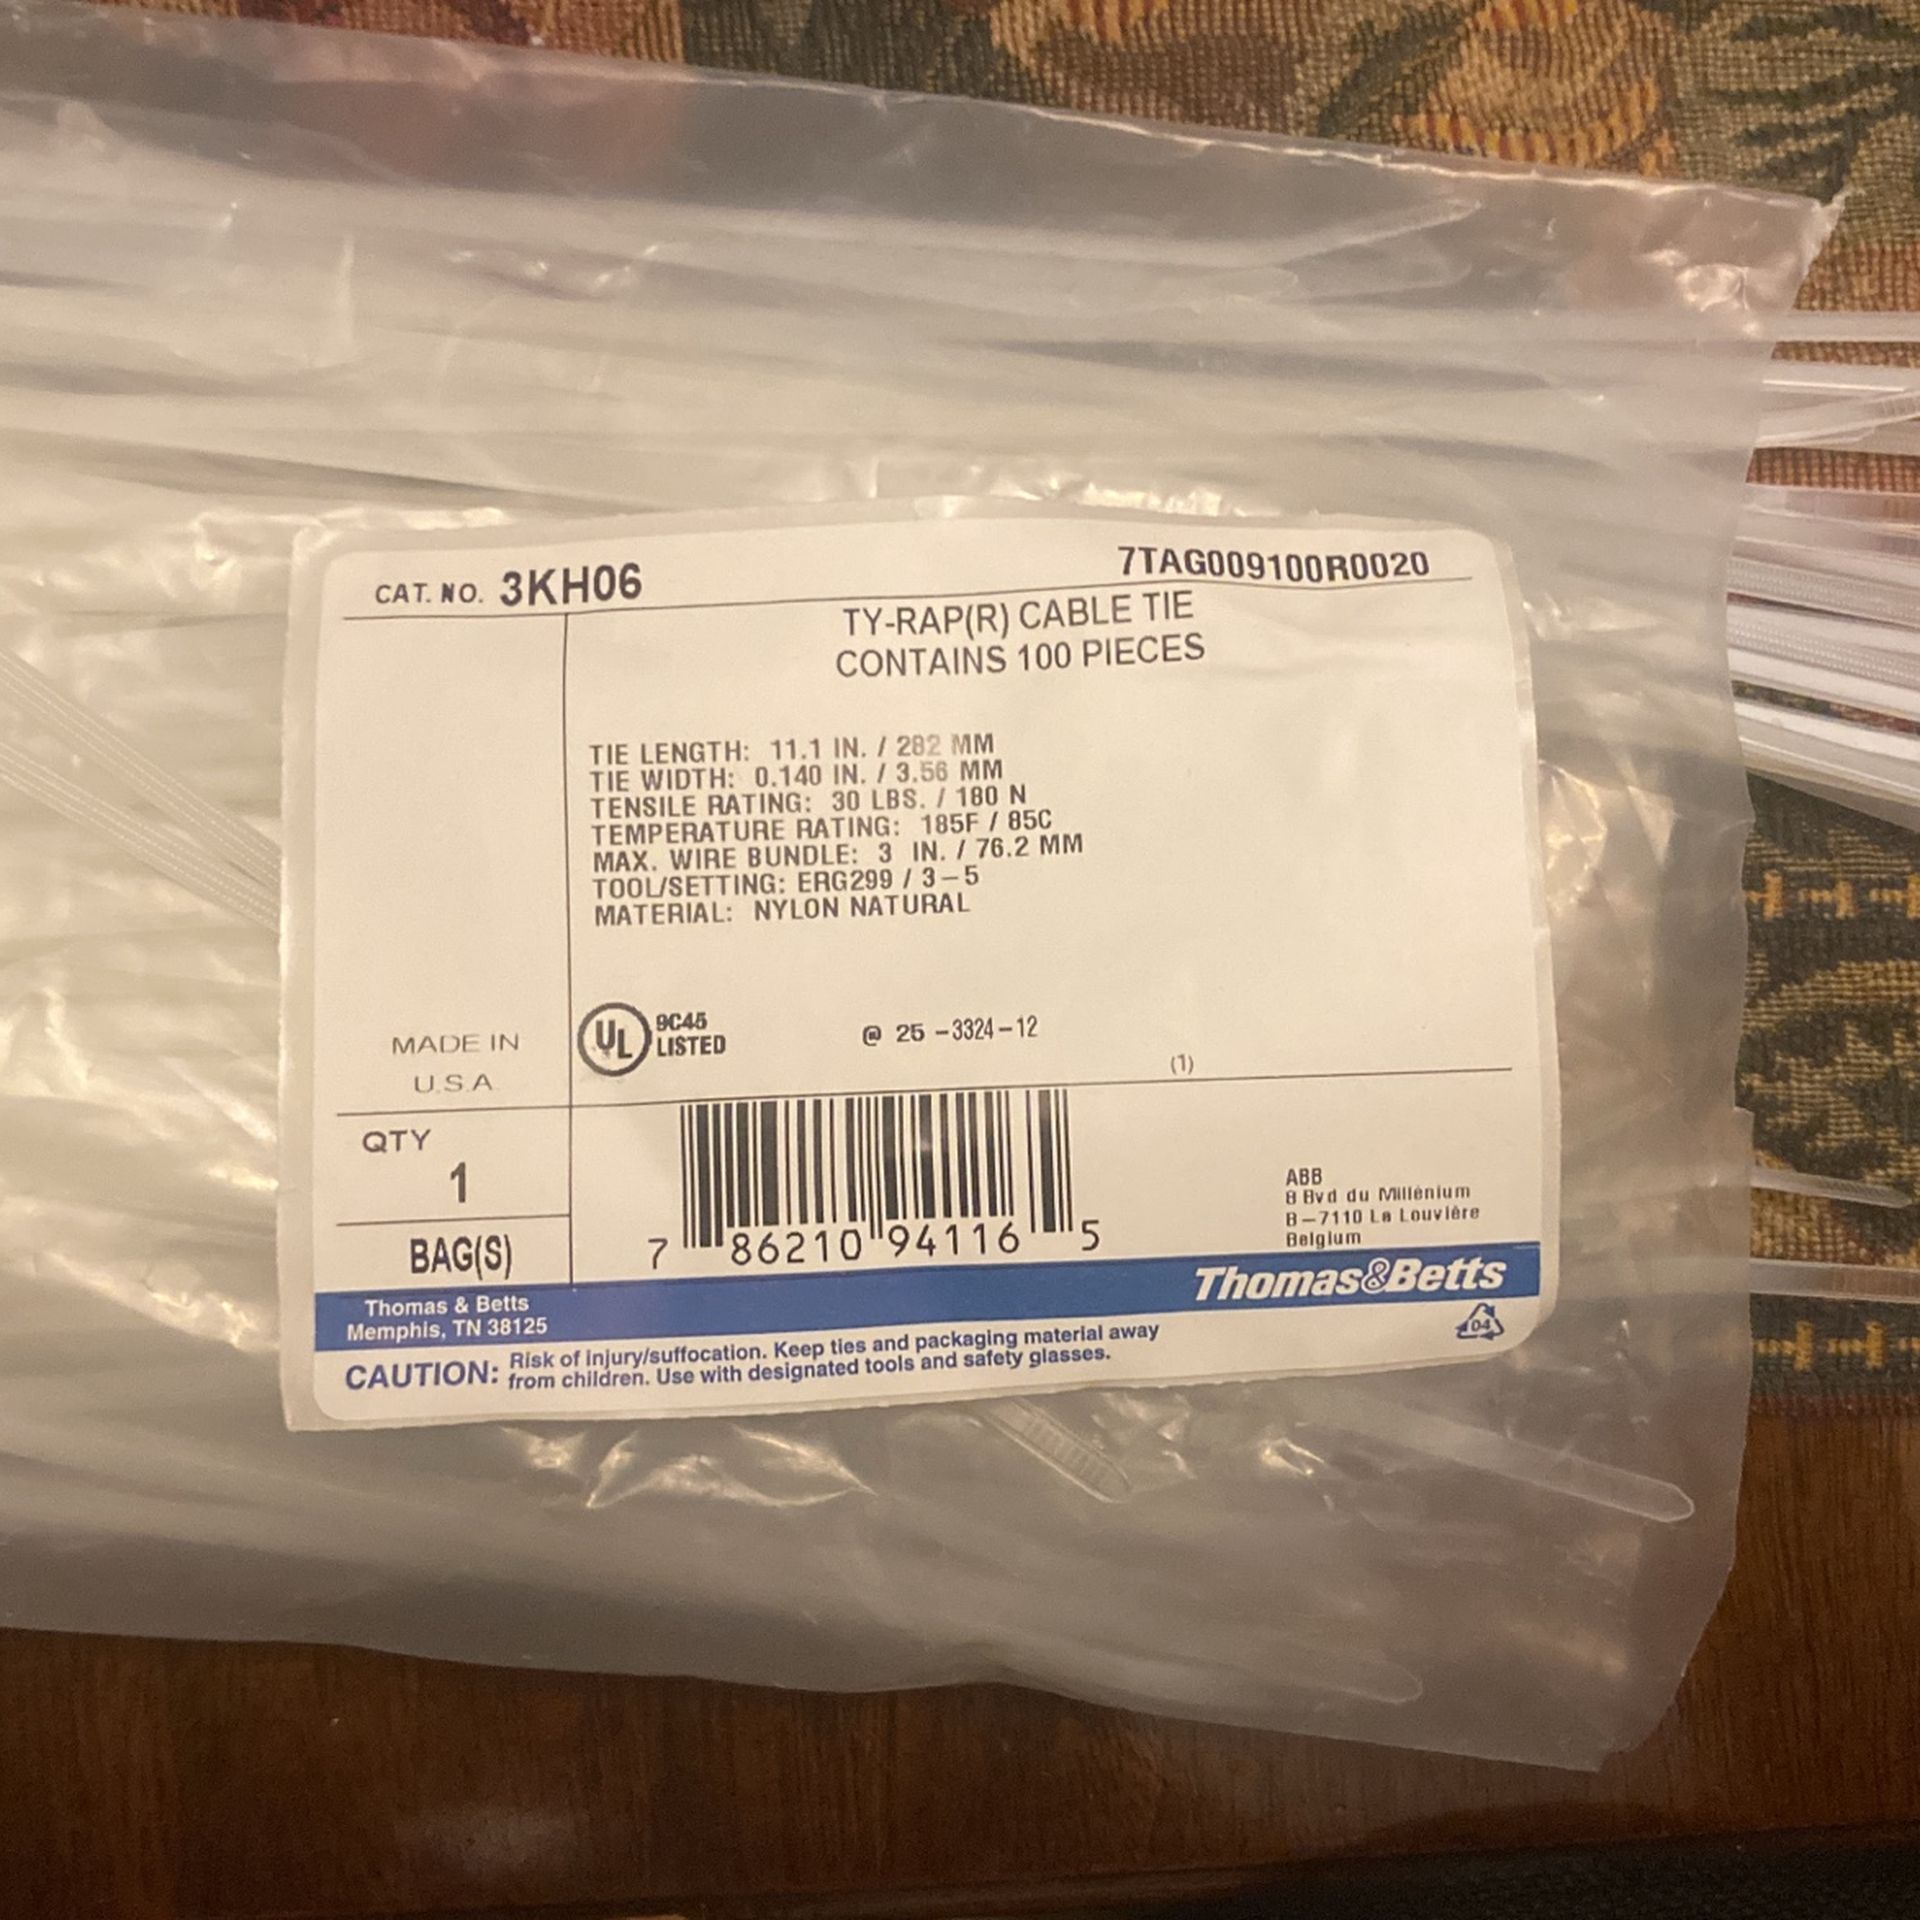 CAT. NO. 3KH06
7TAG009100R0020
TY-RAP(R) CABLE TIE
CONTAINS 100 PIECES
TIE LENGTH: 11.1 IN. / 282 MM
TIE WIDTH: 0.140 IN. / 3.56 MM
TENSILE RATING: 30 LBS. / 180 N
TEMPERATURE RATING: 185F / 85C
MAX. WIRE BUNDLE: 3 IN. / 76.2 MM
TOOL/SETTING: ERG299 / 3-5
MATERIAL: NYLON NATURAL
MADE IN
U.S.A
UL
9C45
LISTED
@ 25-3324-12
(1)
QTY
1
BAG(S)
7 86210 94116 5
ABB
8 Bvd du Millénium
B-7110 La Louvière
Belgium
Thomas & Betts
Memphis, TN 38125
Thomas&Betts
CAUTION: Risk of injury/suffocation. Keep ties and packaging material away
from children. Use with designated tools and safety glasses.
04